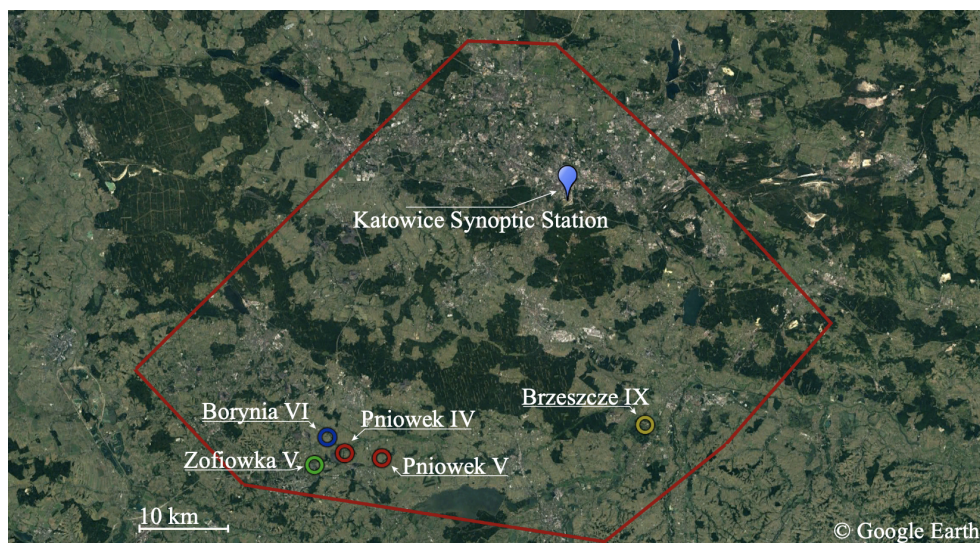 Katowice Synoptic Station
Brzeszcze IX
Borynia VI
Pniowek IV
Zofiowka V
Pniowek V
10 km
© Google Earth